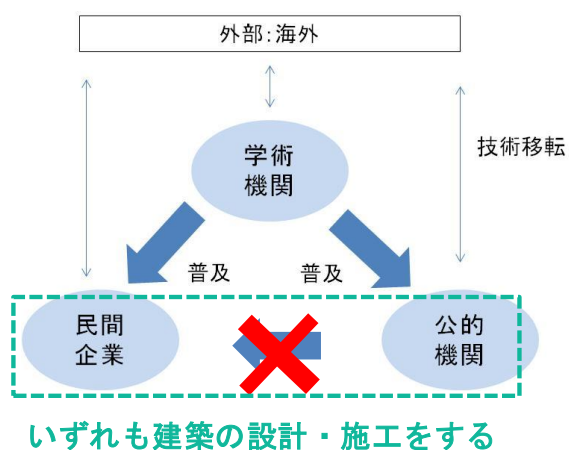 外部:海外
学術
機関
技術移転
普及
普及
民間
企業
公的
機関
いずれも建築の設計・施工をする